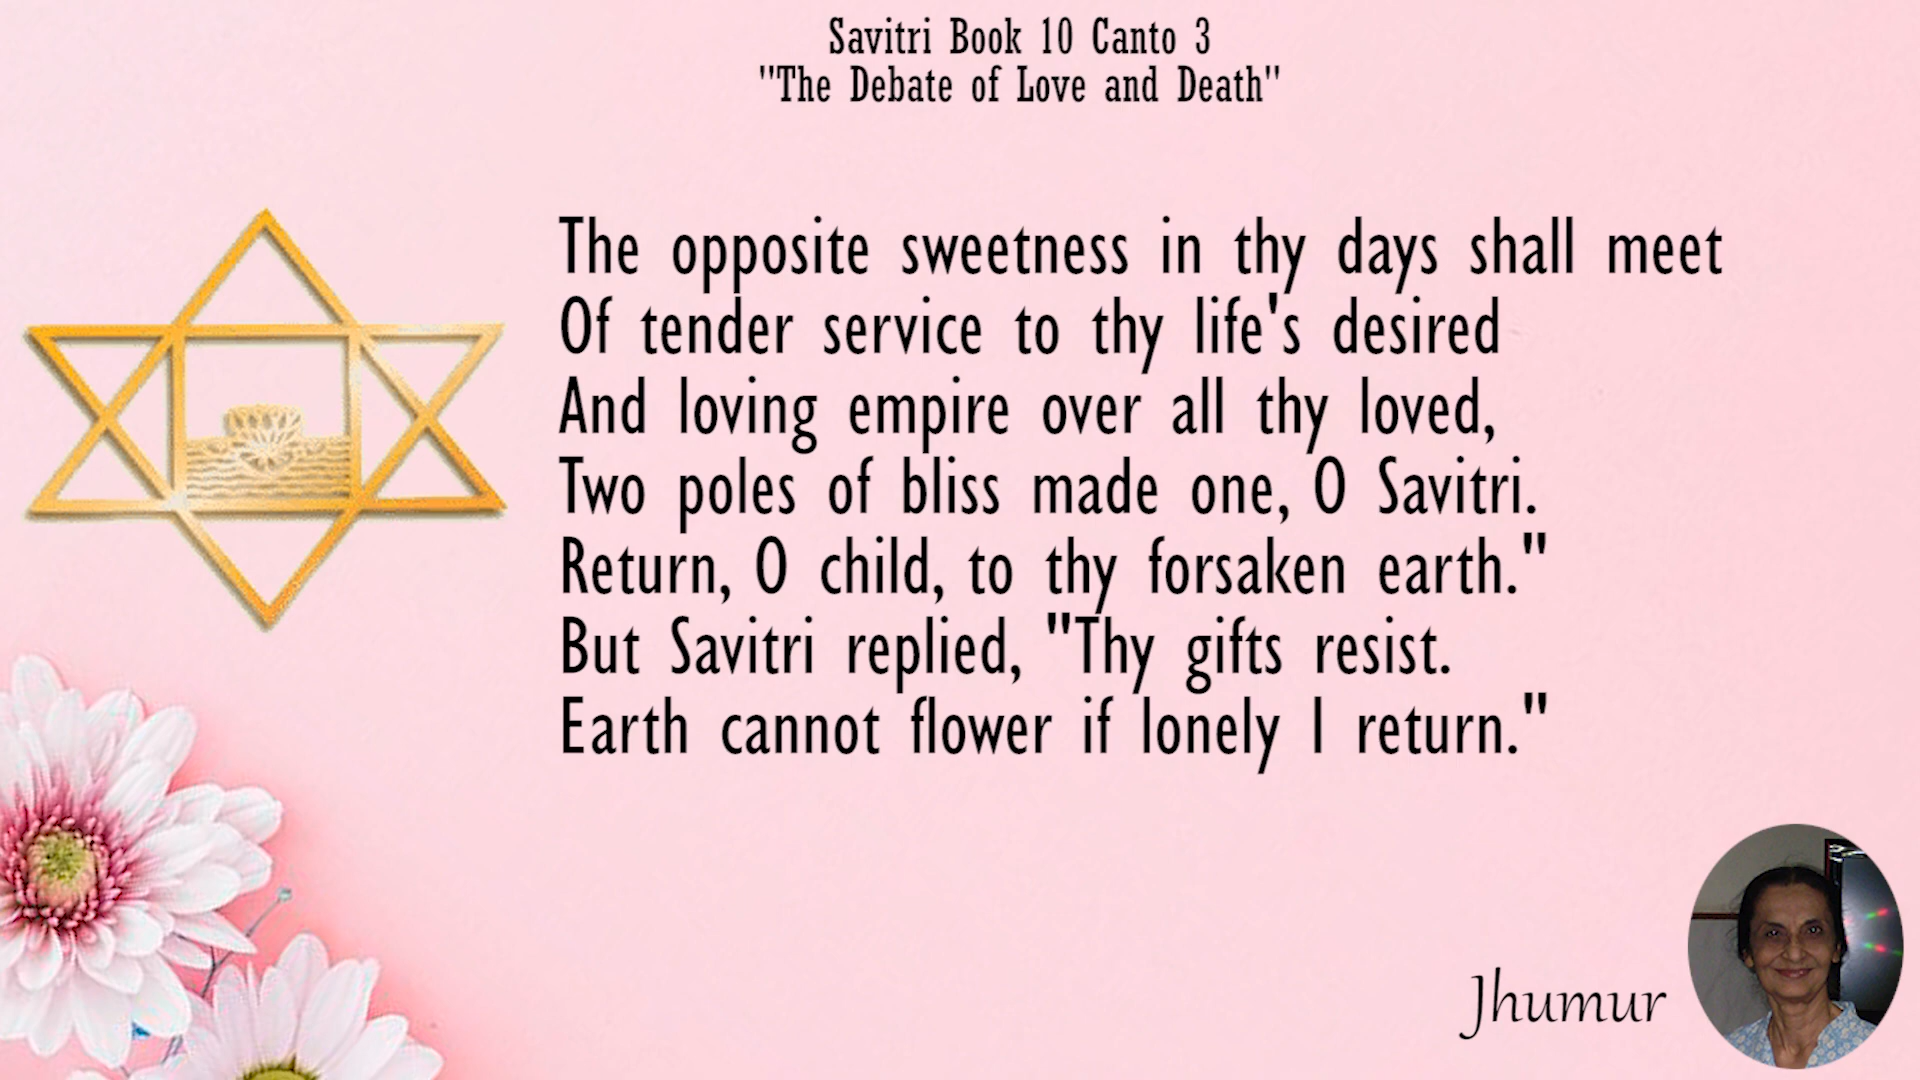 Savitri Book 10 Canto 3
"The Debate of Love and Death"
The opposite sweetness in thy days shall meet
Of tender service to thy life's desired
And loving empire over all thy loved,
Two poles of bliss made one, O Savitri.
Return, O child, to thy forsaken earth."
But Savitri replied, "Thy gifts resist.
Earth cannot flower if lonely I return."
Jhumur